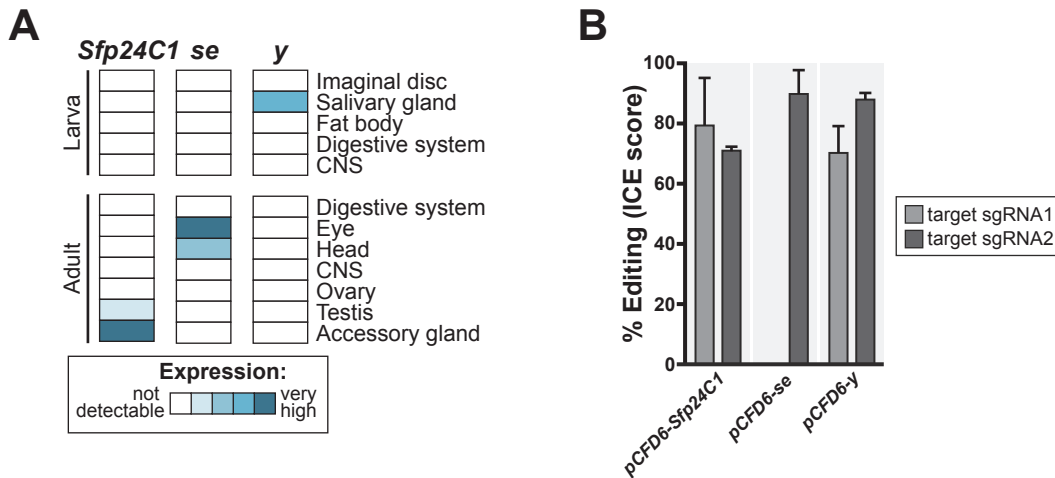 A
Sfp24C1 se y
Larva
Imaginal disc
Salivary gland
Fat body
Digestive system
CNS
Adult
Digestive system
Eye
Head
CNS
Ovary
Testis
Accessory gland
Expression:
not detectable
very high
B
% Editing (ICE score)
100
80
60
40
20
0
pCFD6-Sfp24C1
pCFD6-se
pCFD6-y
target sgRNA1
target sgRNA2